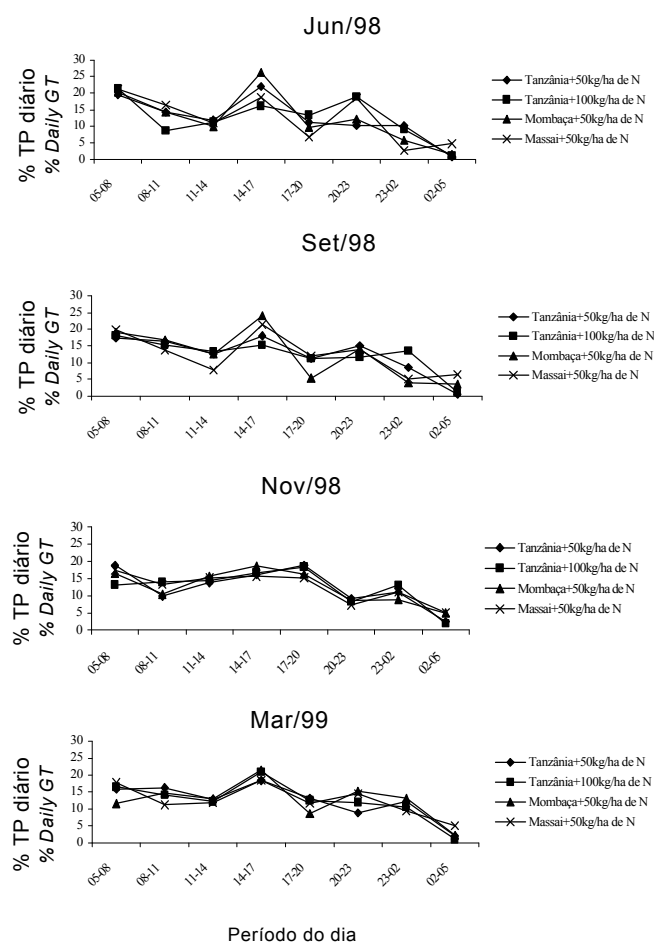 Jun/98
% TP diário
% Daily GT
30
25
20
15
10
5
0
05-08
08-11
11-14
14-17
17-20
20-23
23-02
02-05
Tanzânia+50kg/ha de N
Tanzânia+100kg/ha de N
Mombaça+50kg/ha de N
Massai+50kg/ha de N
Set/98
% TP diário
% Daily GT
30
25
20
15
10
5
0
05-08
08-11
11-14
14-17
17-20
20-23
23-02
02-05
Tanzânia+50kg/ha de N
Tanzânia+100kg/ha de N
Mombaça+50kg/ha de N
Massai+50kg/ha de N
Nov/98
% TP diário
% Daily GT
30
25
20
15
10
5
0
05-08
08-11
11-14
14-17
17-20
20-23
23-02
02-05
Tanzânia+50kg/ha de N
Tanzânia+100kg/ha de N
Mombaça+50kg/ha de N
Massai+50kg/ha de N
Mar/99
% TP diário
% Daily GT
30
25
20
15
10
5
0
05-08
08-11
11-14
14-17
17-20
20-23
23-02
02-05
Tanzânia+50kg/ha de N
Tanzânia+100kg/ha de N
Mombaça+50kg/ha de N
Massai+50kg/ha de N
Período do dia